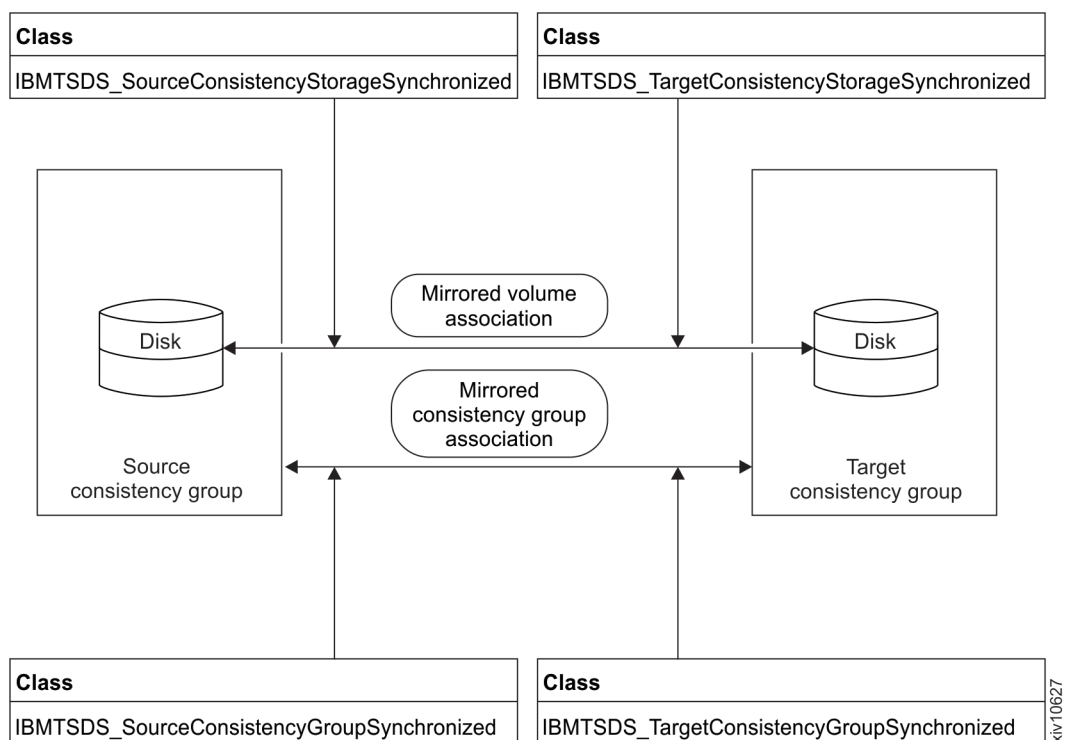 Class
IBMTSDS_SourceConsistencyStorageSynchronized
Class
IBMTSDS_TargetConsistencyStorageSynchronized
Mirrored volume
association
Disk
Disk
Mirrored
consistency group
association
Source
consistency group
Target
consistency group
Class
IBMTSDS_SourceConsistencyGroupSynchronized
Class
IBMTSDS_TargetConsistencyGroupSynchronized
xiv10627